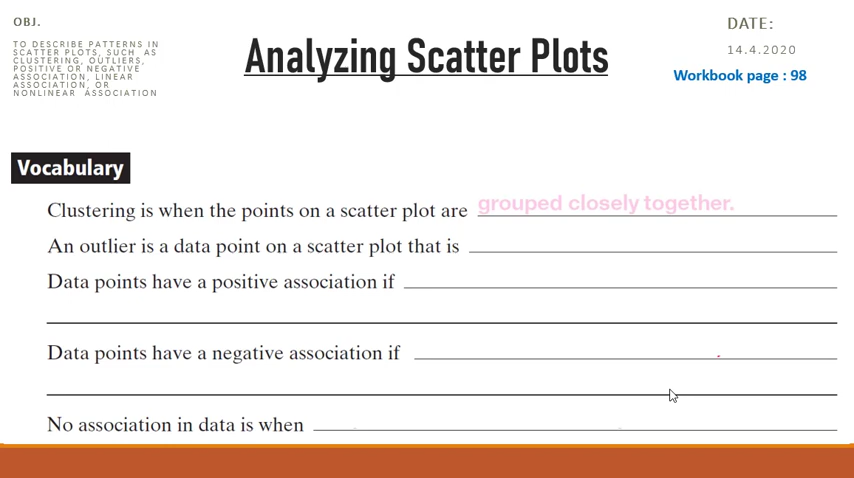 OBJ.
TO DESCRIBE PATTERNS IN
SCATTER PLOTS, SUCH AS
CLUSTERING, OUTLIERS,
POSITIVE OR NEGATIVE
ASSOCIATION, LINEAR
ASSOCIATION, OR
NONLINEAR ASSOCIATION
Analyzing Scatter Plots
DATE:
14.4.2020
Workbook page : 98
Vocabulary
Clustering is when the points on a scatter plot are grouped closely together.
An outlier is a data point on a scatter plot that is
Data points have a positive association if
Data points have a negative association if
No association in data is when